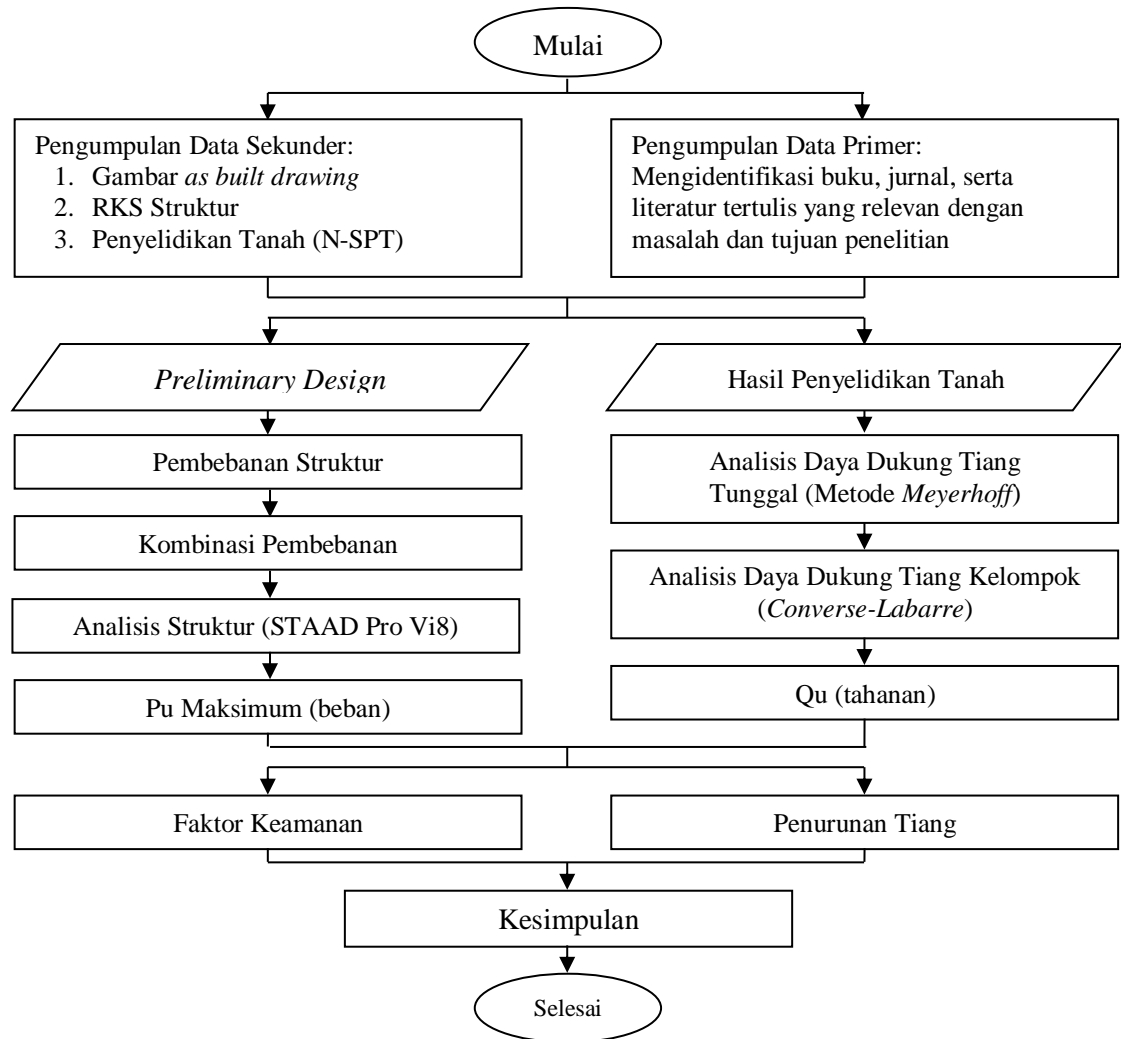 Mulai
Pengumpulan Data Sekunder:
1. Gambar as built drawing
2. RKS Struktur
3. Penyelidikan Tanah (N-SPT)
Pengumpulan Data Primer:
Mengidentifikasi buku, jurnal, serta
literatur tertulis yang relevan dengan
masalah dan tujuan penelitian
Preliminary Design
Pembebanan Struktur
Kombinasi Pembebanan
Analisis Struktur (STAAD Pro Vi8)
Pu Maksimum (beban)
Hasil Penyelidikan Tanah
Analisis Daya Dukung Tiang
Tunggal (Metode Meyerhoff)
Analisis Daya Dukung Tiang Kelompok
(Converse-Labarre)
Qu (tahanan)
Faktor Keamanan
Penurunan Tiang
Kesimpulan
Selesai